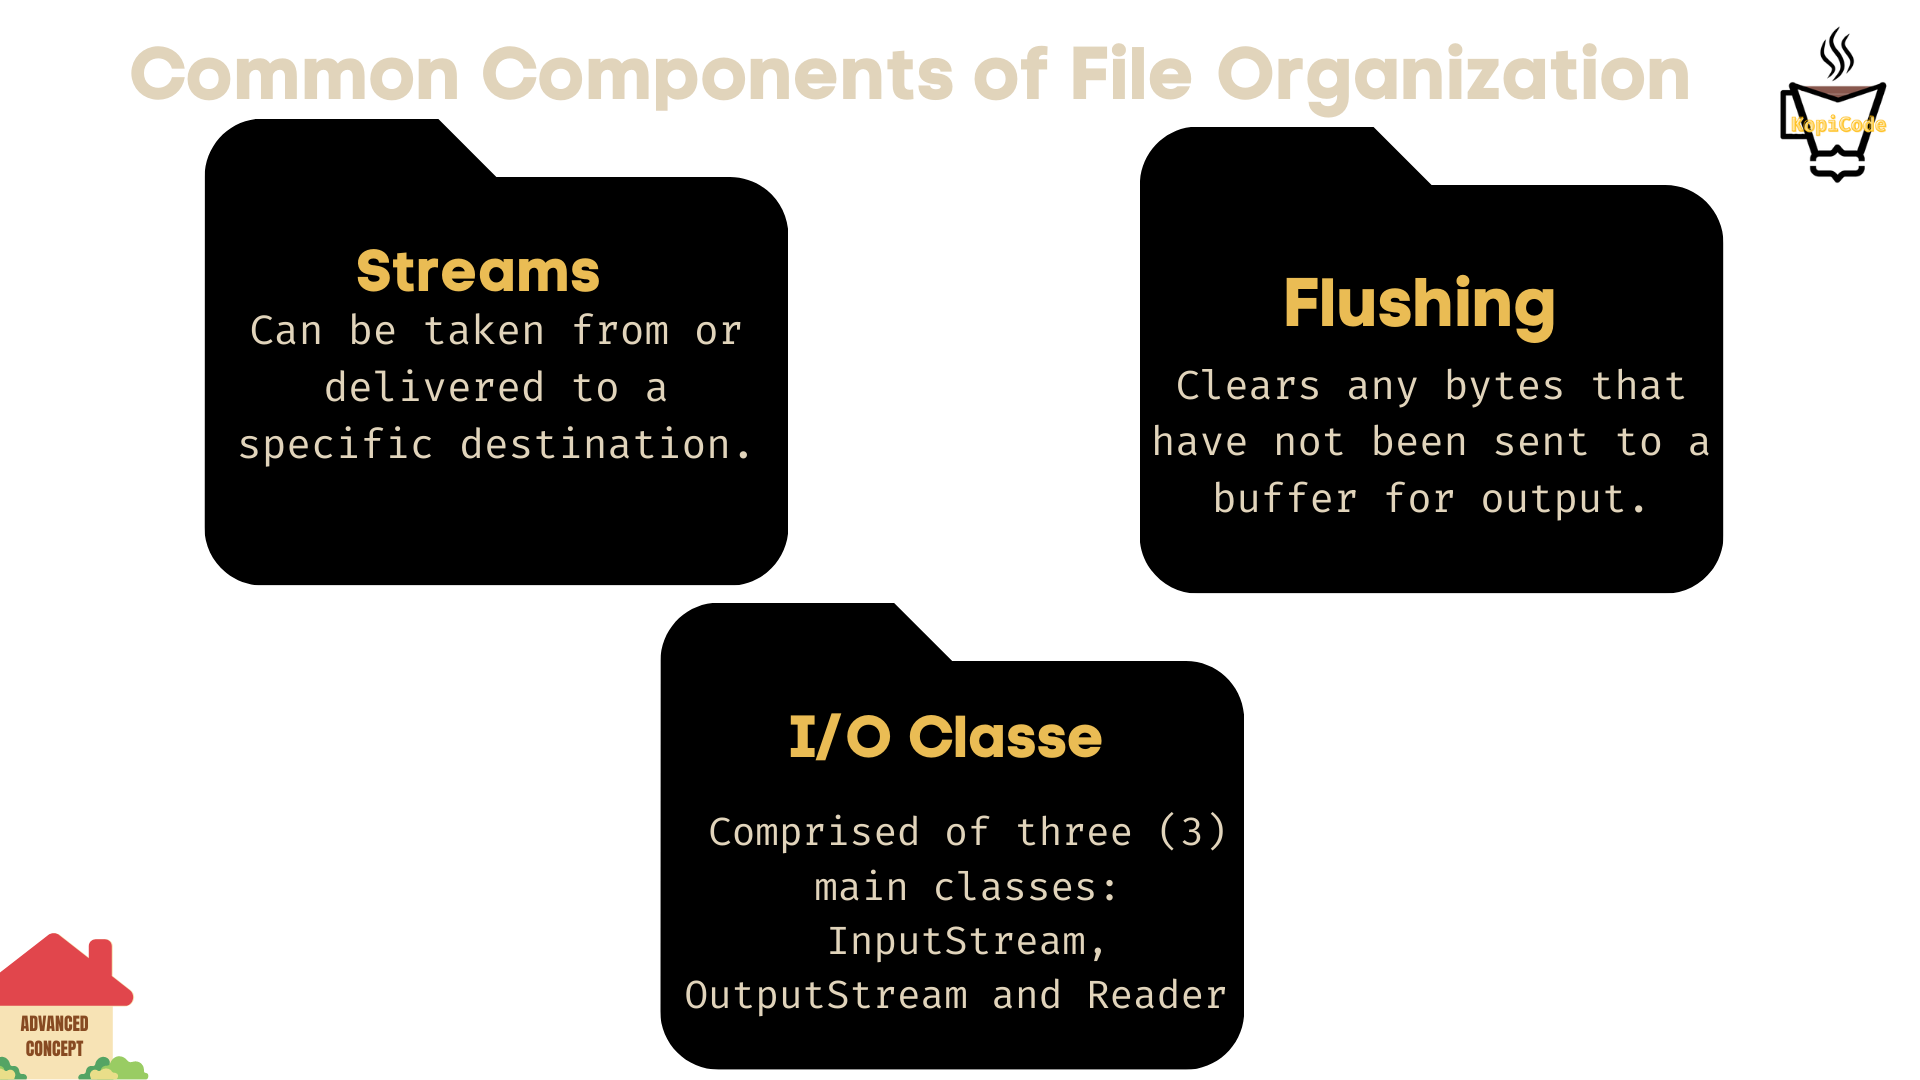 Common Components of File Organization
KopiCode
Streams
Can be taken from or
delivered to a
specific destination.
Flushing
Clears any bytes that
have not been sent to a
buffer for output.
I/O Classe
Comprised of three (3)
main classes:
InputStream,
OutputStream and Reader
ADVANCED
CONCEPT